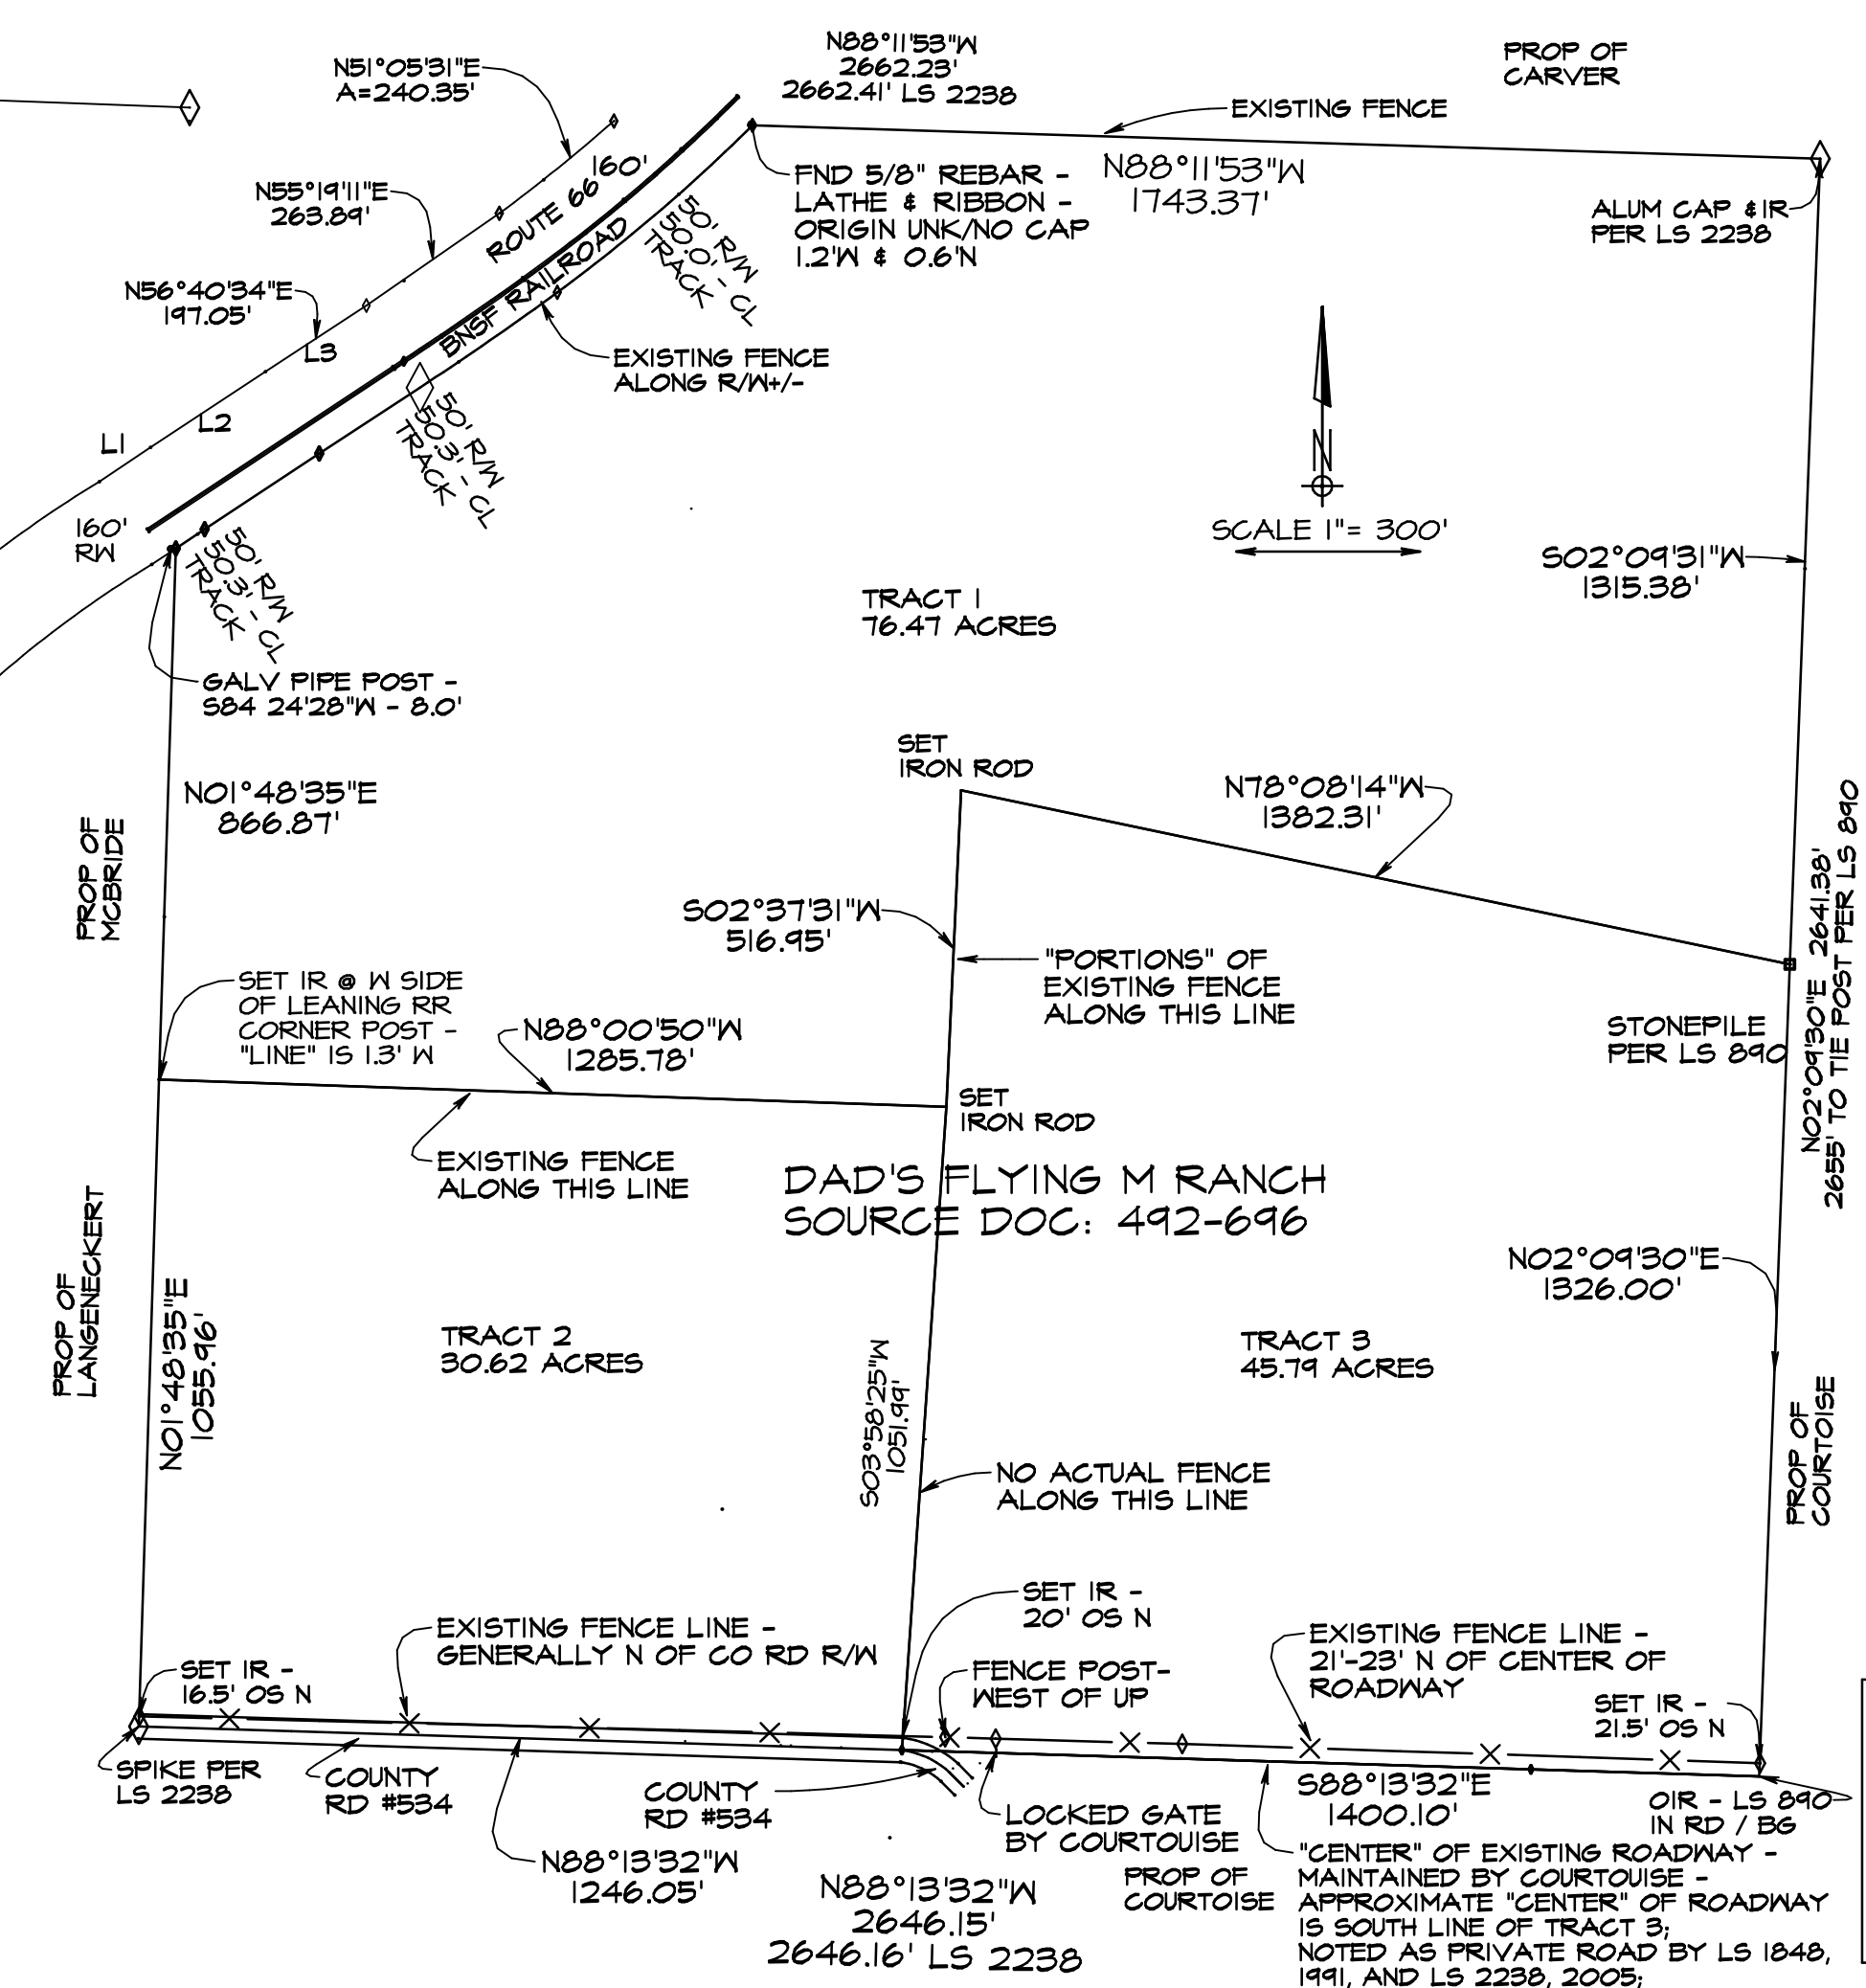 N88°11'53"W
2662.23'
2662.41' LS 2238
PROP OF
CARVER
N51°05'31"E
A=240.35'
EXISTING FENCE
N55°19'11"E
263.89'
ROUTE 66
160'
BNSF RAILROAD
50' R/W
50.0' - CL
TRACK
FND 5/8" REBAR -
LATHE & RIBBON -
ORIGIN UNK/NO CAP
1.2'W & 0.6'N
N88°11'53"W
1743.37'
ALUM CAP & IR
PER LS 2238
N56°40'34"E
197.05'
L3
L2
L1
EXISTING FENCE
ALONG R/W+/-
50' R/W
50.3' - CL
TRACK
N
SCALE 1"= 300'
160'
RW
50' R/W
50.3' - CL
TRACK
S02°09'31"W
1315.38'
TRACT 1
76.47 ACRES
GALV PIPE POST -
S84 24'28"W - 8.0'
SET
IRON ROD
N01°48'35"E
866.87'
N78°08'14"W
1382.31'
PROP OF
MCBRIDE
S02°37'31"W
516.95'
"PORTIONS" OF
EXISTING FENCE
ALONG THIS LINE
N02°09'30"E 2641.38'
2655' TO TIE POST PER LS 890
SET IR @ W SIDE
OF LEANING RR
CORNER POST -
"LINE" IS 1.3' W
N88°00'50"W
1285.78'
STONEPILE
PER LS 890
SET
IRON ROD
EXISTING FENCE
ALONG THIS LINE
DAD'S FLYING M RANCH
SOURCE DOC: 492-696
PROP OF
LANGENECKERT
N01°48'35"E
1055.96'
TRACT 2
30.62 ACRES
S03°58'25"W
1051.99'
N02°09'30"E
1326.00'
TRACT 3
45.79 ACRES
PROP OF
COURTOISE
NO ACTUAL FENCE
ALONG THIS LINE
SET IR -
20' OS N
EXISTING FENCE LINE -
GENERALLY N OF CO RD R/W
EXISTING FENCE LINE -
21'-23' N OF CENTER OF
ROADWAY
SET IR -
16.5' OS N
FENCE POST-
WEST OF UP
SET IR -
21.5' OS N
SPIKE PER
LS 2238
COUNTY
RD #534
COUNTY
RD #534
LOCKED GATE
BY COURTOUISE
S88°13'32"E
1400.10'
OIR - LS 890
IN RD / BG
N88°13'32"W
1246.05'
N88°13'32"W
2646.15'
2646.16' LS 2238
PROP OF
COURTOISE
"CENTER" OF EXISTING ROADWAY -
MAINTAINED BY COURTOUISE -
APPROXIMATE "CENTER" OF ROADWAY
IS SOUTH LINE OF TRACT 3;
NOTED AS PRIVATE ROAD BY LS 1848,
1991, AND LS 2238, 2005;